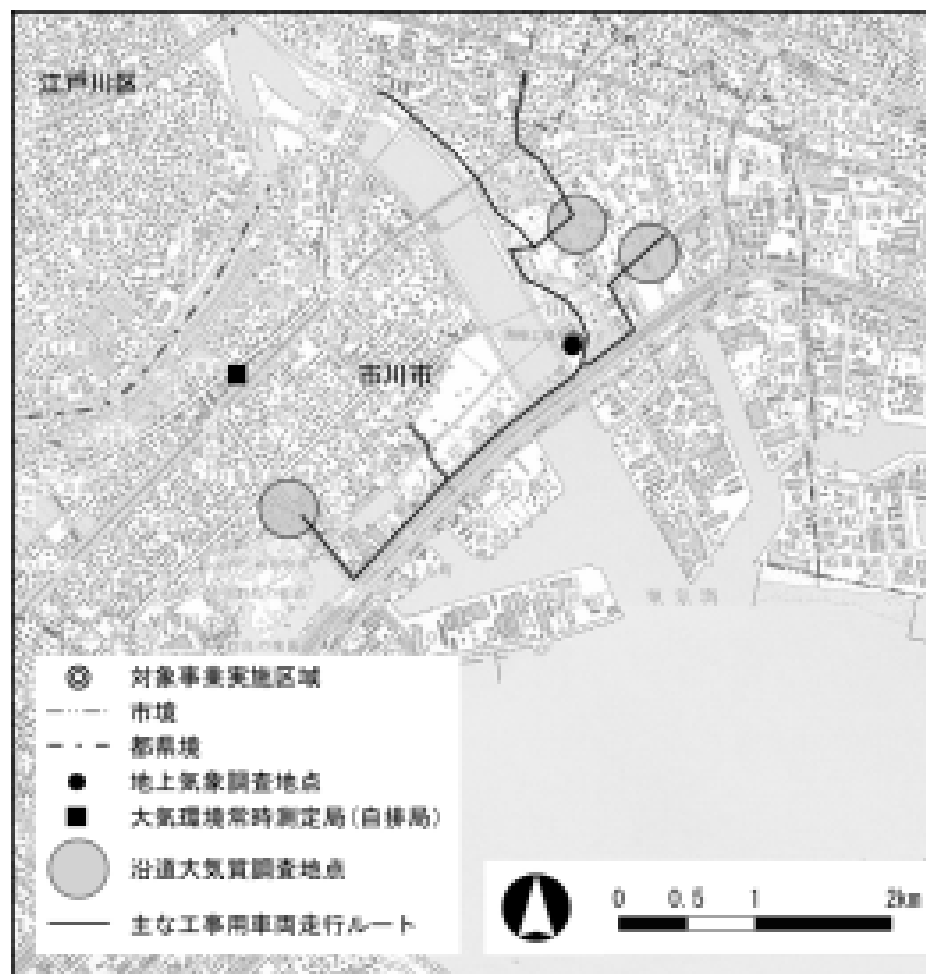 江戸川区
市川市
対象事業実施区域
市境
都県境
地上気象調査地点
大気環境常時測定局(自排局)
沿道大気質調査地点
主な工事用車両走行ルート
0 0.5 1 2km